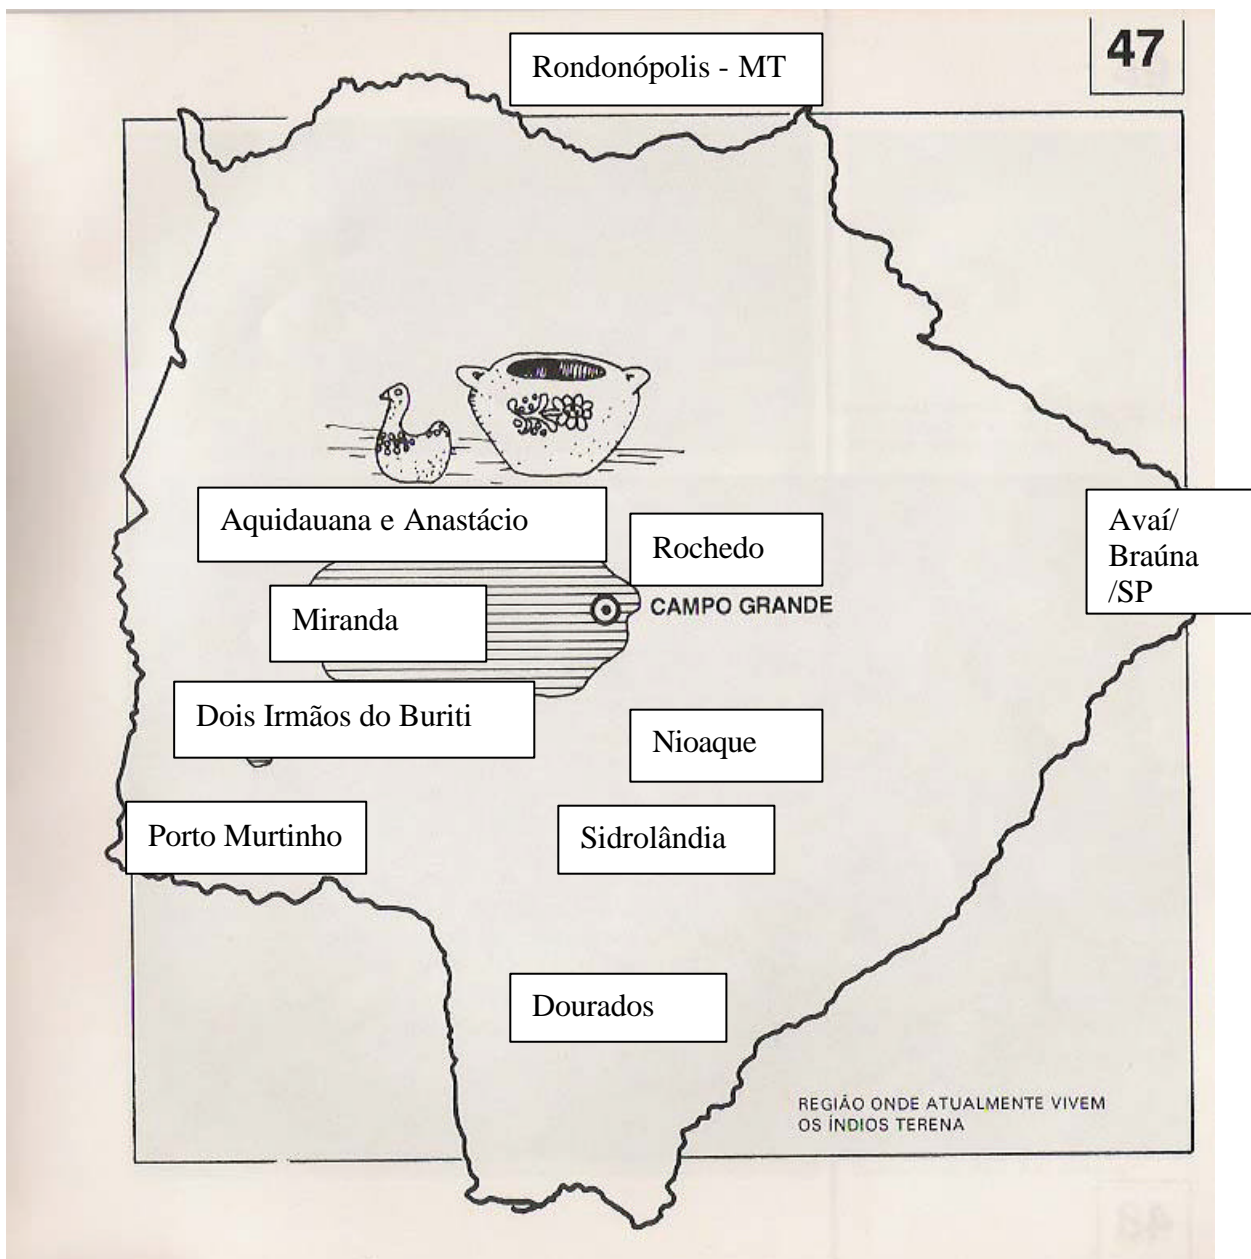 Rondonópolis - MT
47
Aquidauana e Anastácio
Rochedo
Avaí/
Braúna
/SP
Miranda
CAMPO GRANDE
Dois Irmãos do Buriti
Nioaque
Porto Murtinho
Sidrolândia
Dourados
REGIÃO ONDE ATUALMENTE VIVEM
OS ÍNDIOS TERENA
48